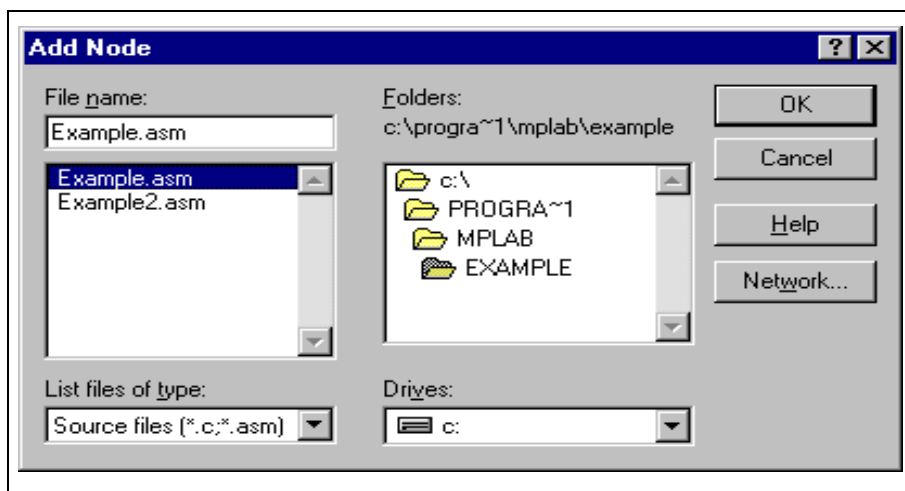 Add Node
File name:
Example.asm
Example.asm
Example2.asm
List files of type:
Source files (*.c;*.asm)
Folders:
c:\progra~1\mplab\example
c:\
PROGRA~1
MPLAB
EXAMPLE
Drives:
c:
OK
Cancel
Help
Network...